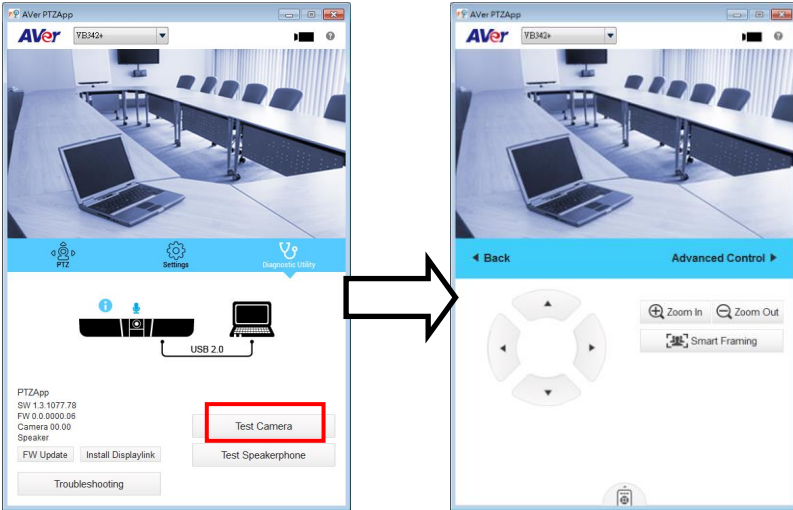 AVer PTZApp
AVer VB342+
PTZ Settings Diagnostic Utility
USB 2.0
PTZApp
SW 1.3.1077.78
FW 0.0.0000.06
Camera 00.00
Speaker
FW Update Install Displaylink
Troubleshooting
Test Camera
Test Speakerphone
AVer PTZApp
AVer VB342+
Back Advanced Control
Zoom In Zoom Out
Smart Framing